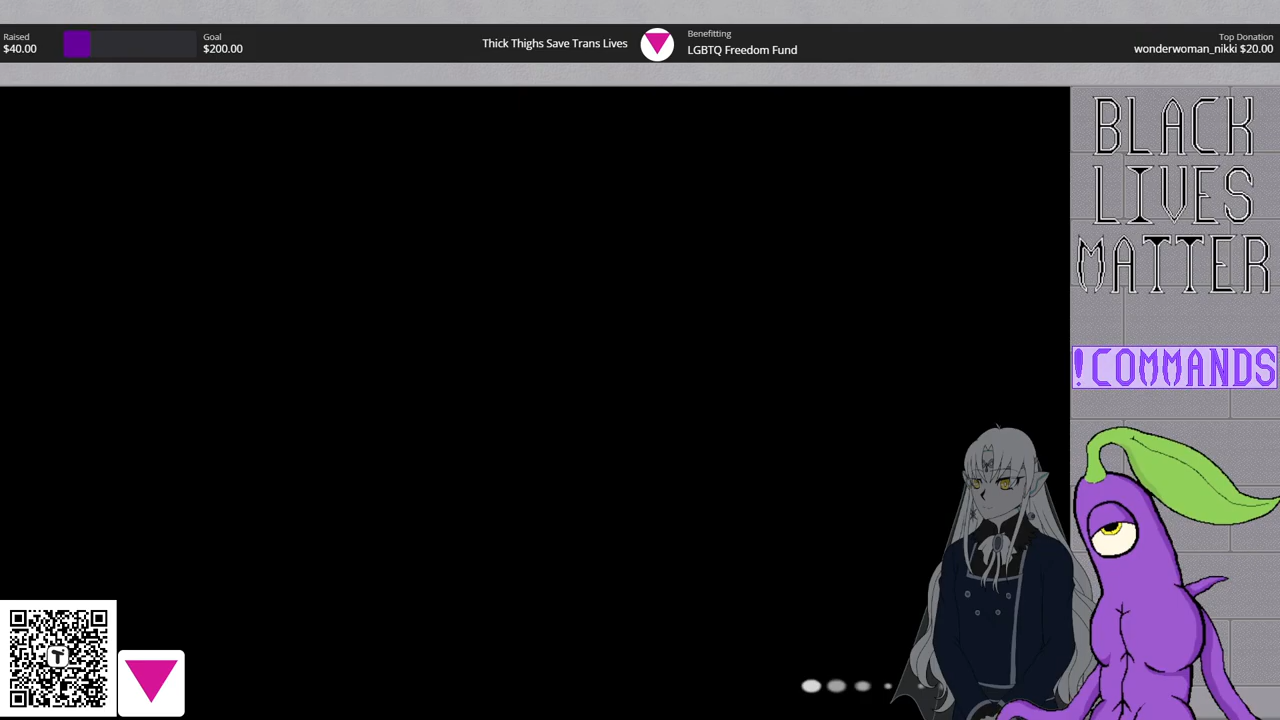 Raised
$40.00
Goal
$200.00
Thick Thighs Save Trans Lives
Benefitting
LGBTQ Freedom Fund
Top Donation
wonderwoman_nikki $20.00
BLACK
LIVES
MATTER
!COMMANDS
T